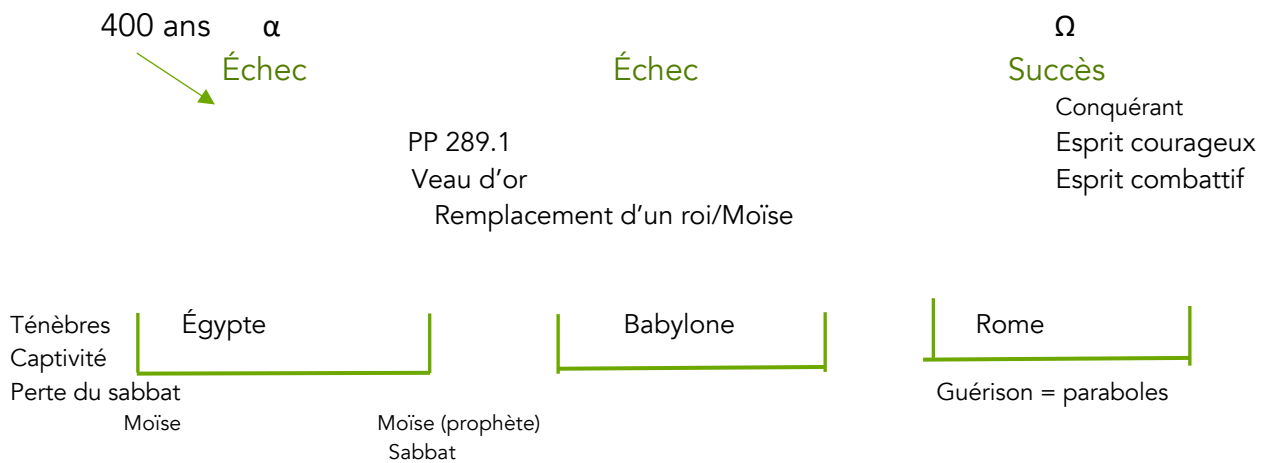 400 ans α Ω
Échec Échec Succès
Conquérant
PP 289.1 Esprit courageux
Veau d'or Esprit combattif
Remplacement d'un roi/Moïse
Ténèbres Égypte Babylone Rome
Captivité
Perte du sabbat Guérison = paraboles
Moïse Moïse (prophète)
Sabbat